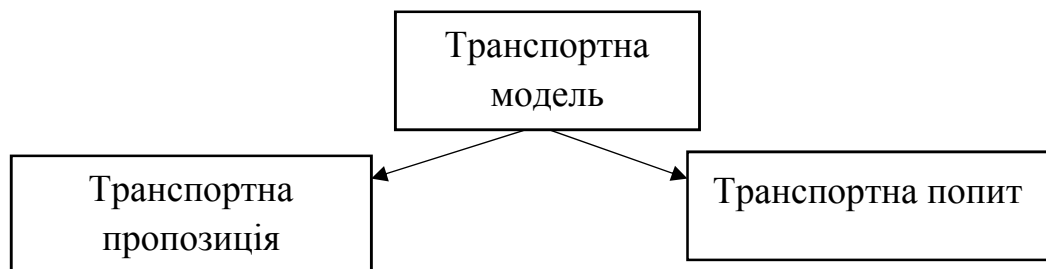 Транспортна
модель
Транспортна
пропозиція
Транспортна попит